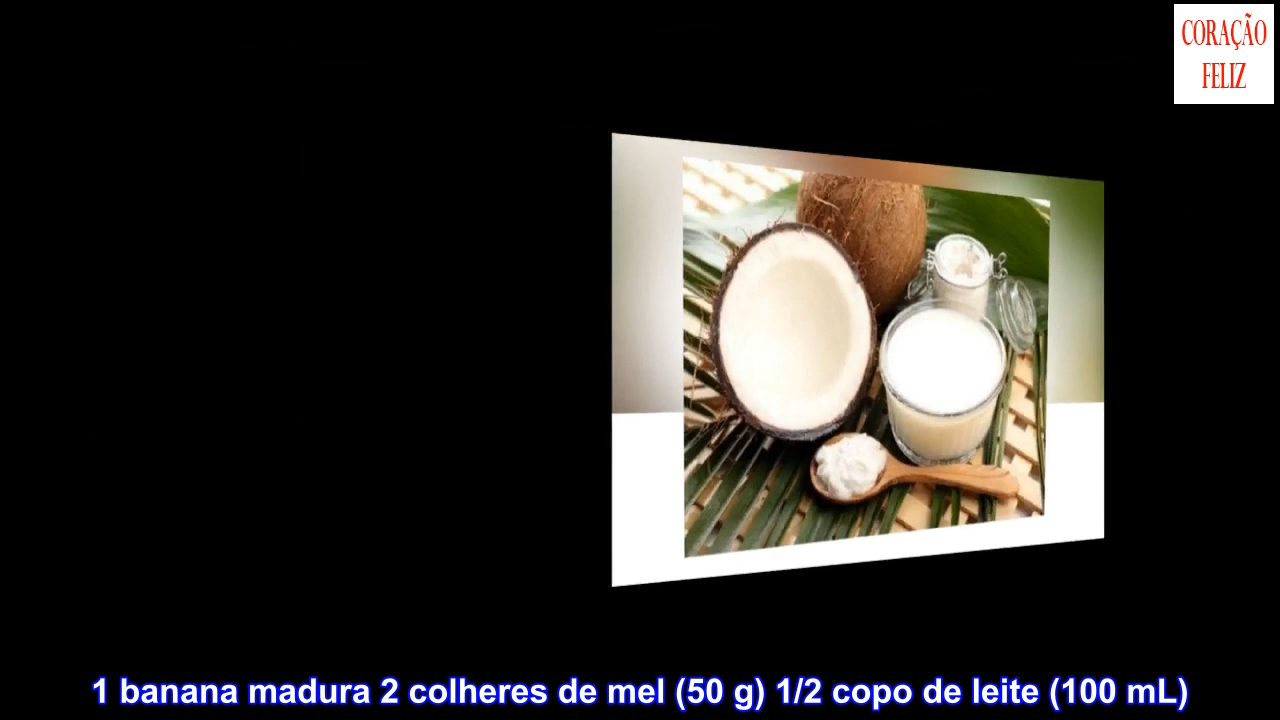 CORAÇÃO
FELIZ
1 banana madura 2 colheres de mel (50 g) 1/2 copo de leite (100 mL)